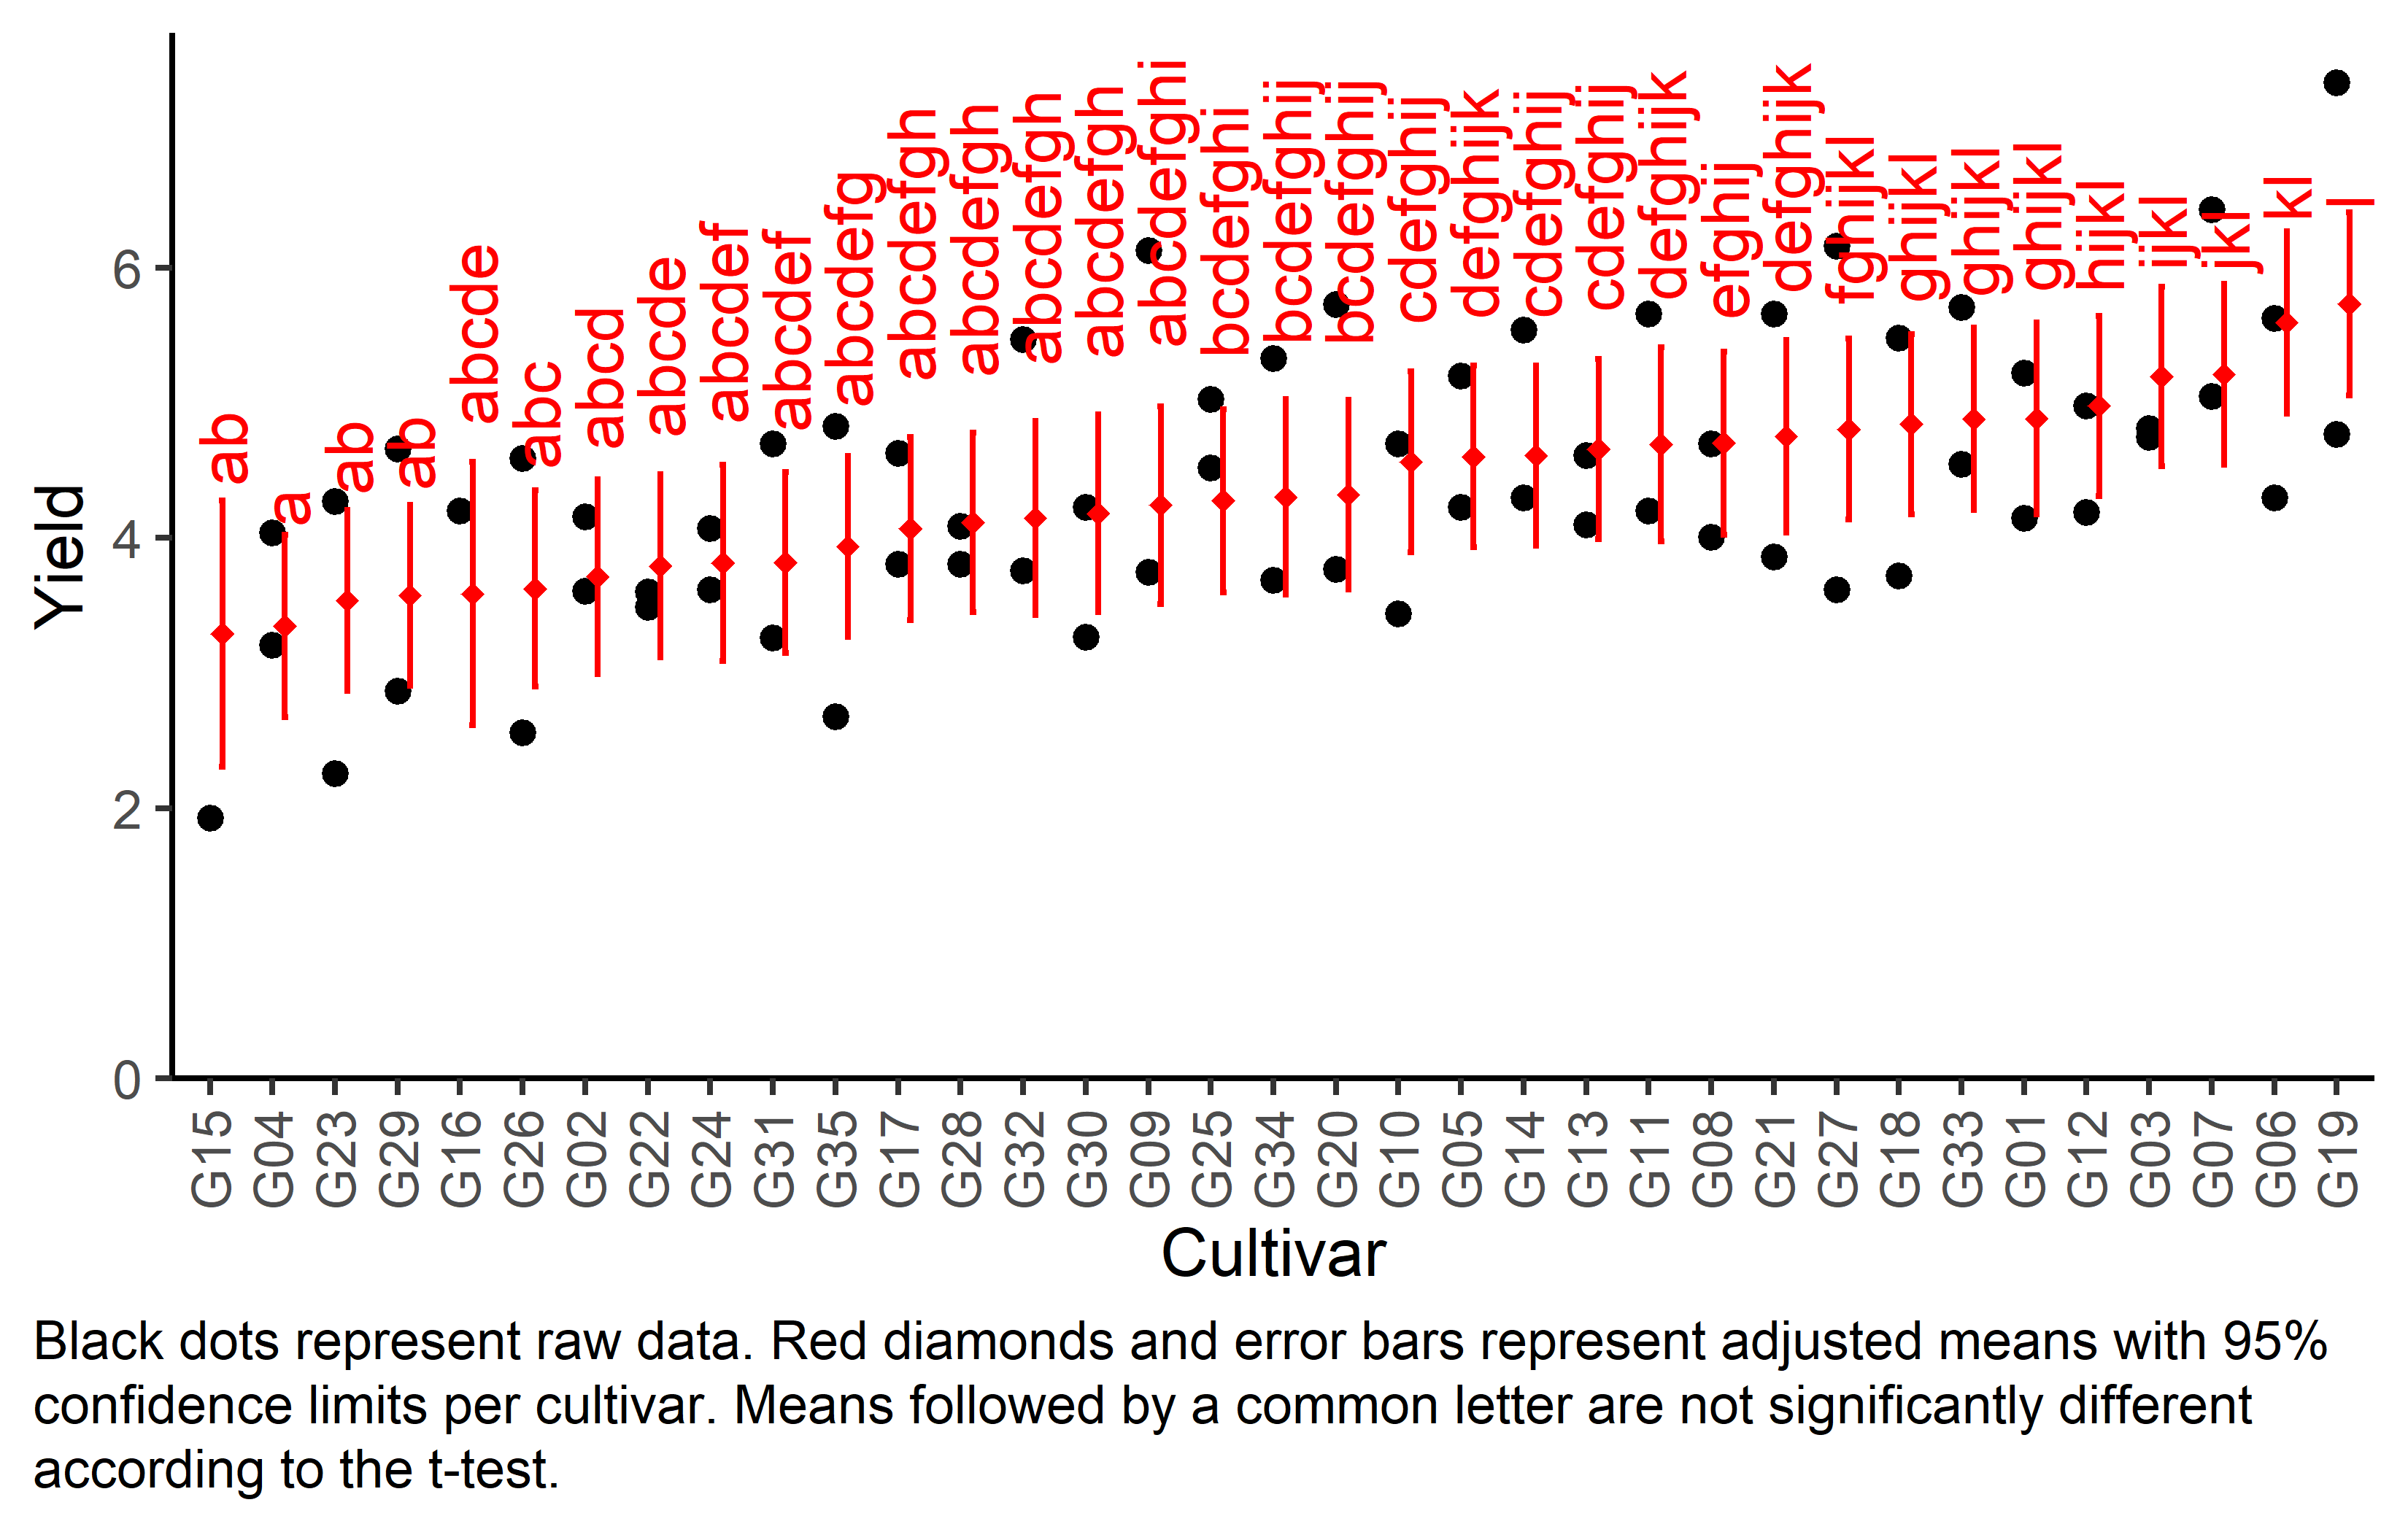 ab
a
ab
ab
abcde
abc
abcd
abcde
abcdef
abcdef
abcdefg
abcdefgh
abcdefgh
abcdefgh
abcdefgh
abcdefghi
bcdefghi
bcdefghij
bcdefghij
cdefghij
defghijk
cdefghij
cdefghij
defghijk
efghij
defghijk
fghijkl
ghijkl
ghijkl
ghijkl
hijkl
ijkl
jkl
kl
l
Yield
6
4
2
0
G15 G04 G23 G29 G16 G26 G02 G22 G24 G31 G35 G17 G28 G32 G30 G09 G25 G34 G20 G10 G05 G14 G13 G11 G08 G21 G27 G18 G33 G01 G12 G03 G07 G06 G19
Cultivar
Black dots represent raw data. Red diamonds and error bars represent adjusted means with 95%
confidence limits per cultivar. Means followed by a common letter are not significantly different
according to the t-test.